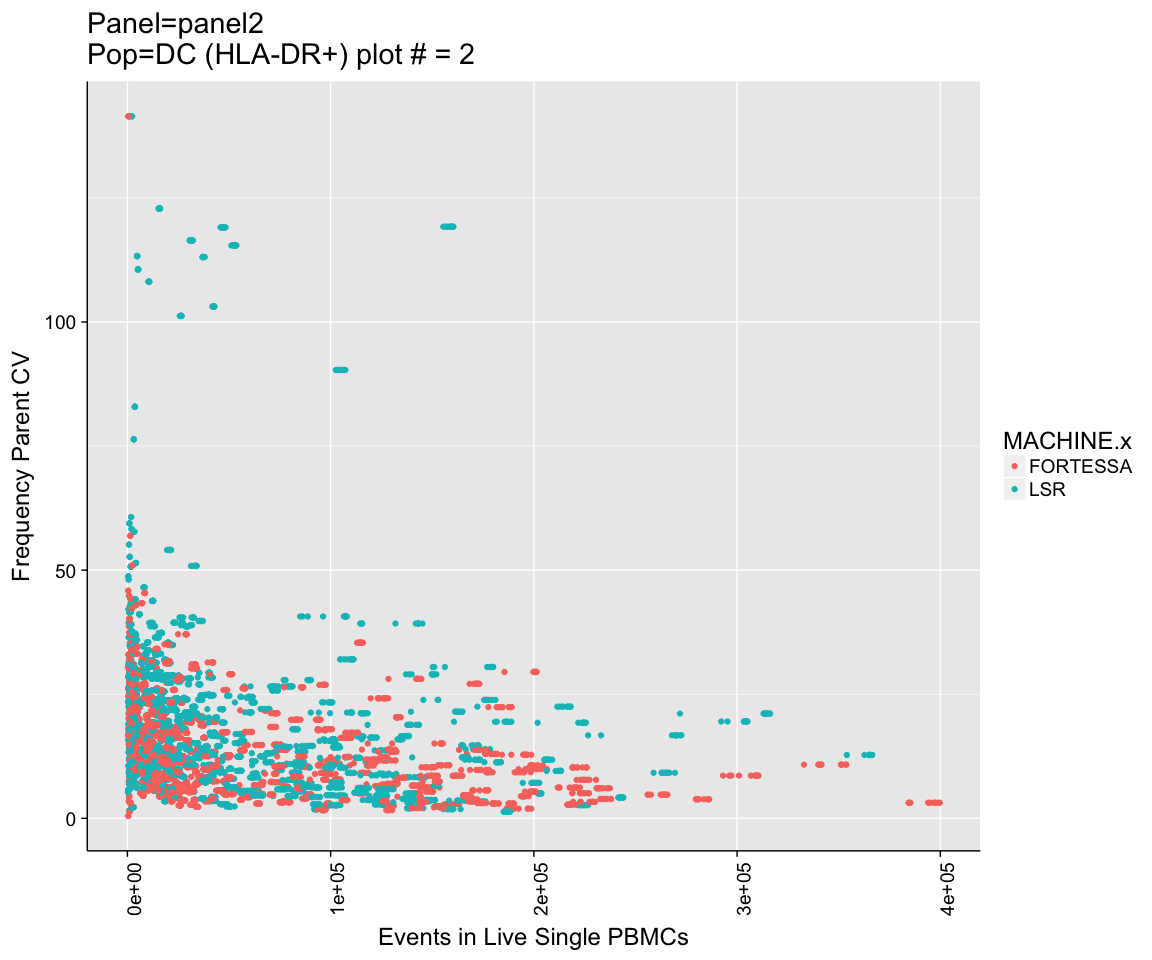 Panel=panel2
Pop=DC (HLA-DR+) plot # = 2
Frequency Parent CV
100
50
0
0e+00
1e+05
2e+05
3e+05
4e+05
Events in Live Single PBMCs
MACHINE.x
FORTESSA
LSR